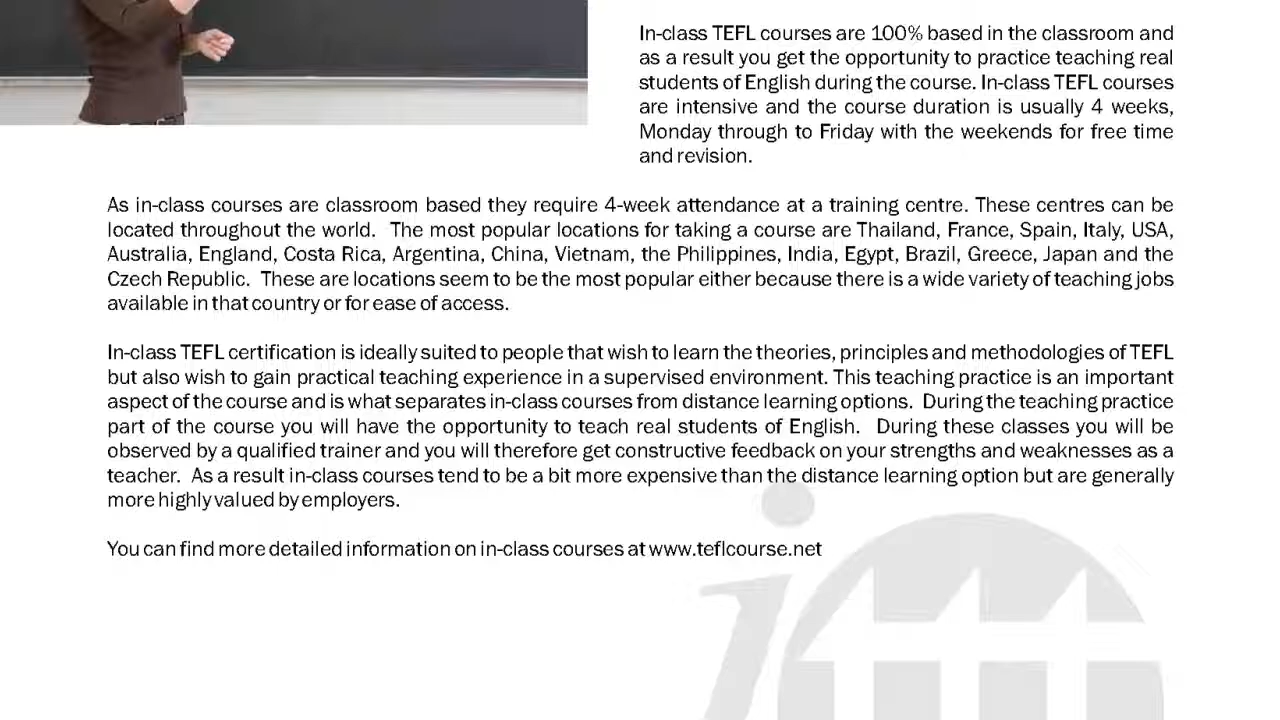 In-class TEFL courses are 100% based in the classroom and
as a result you get the opportunity to practice teaching real
students of English during the course. In-class TEFL courses
are intensive and the course duration is usually 4 weeks,
Monday through to Friday with the weekends for free time
and revision.
As in-class courses are classroom based they require 4-week attendance at a training centre. These centres can be
located throughout the world. The most popular locations for taking a course are Thailand, France, Spain, Italy, USA,
Australia, England, Costa Rica, Argentina, China, Vietnam, the Philippines, India, Egypt, Brazil, Greece, Japan and the
Czech Republic. These are locations seem to be the most popular either because there is a wide variety of teaching jobs
available in that country or for ease of access.
In-class TEFL certification is ideally suited to people that wish to learn the theories, principles and methodologies of TEFL
but also wish to gain practical teaching experience in a supervised environment. This teaching practice is an important
aspect of the course and is what separates in-class courses from distance learning options. During the teaching practice
part of the course you will have the opportunity to teach real students of English. During these classes you will be
observed by a qualified trainer and you will therefore get constructive feedback on your strengths and weaknesses as a
teacher. As a result in-class courses tend to be a bit more expensive than the distance learning option but are generally
more highly valued by employers.
You can find more detailed information on in-class courses at www.teflcourse.net
ittt